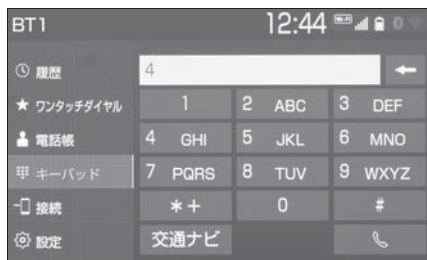 BT1 12:44 Wi-Fi
履歴 4
ワンタッチダイヤル 1 2 ABC 3 DEF
電話帳 4 GHI 5 JKL 6 MNO
キーパッド 7 PQRS 8 TUV 9 WXYZ
接続 *+ 0 #
設定 交通ナビ